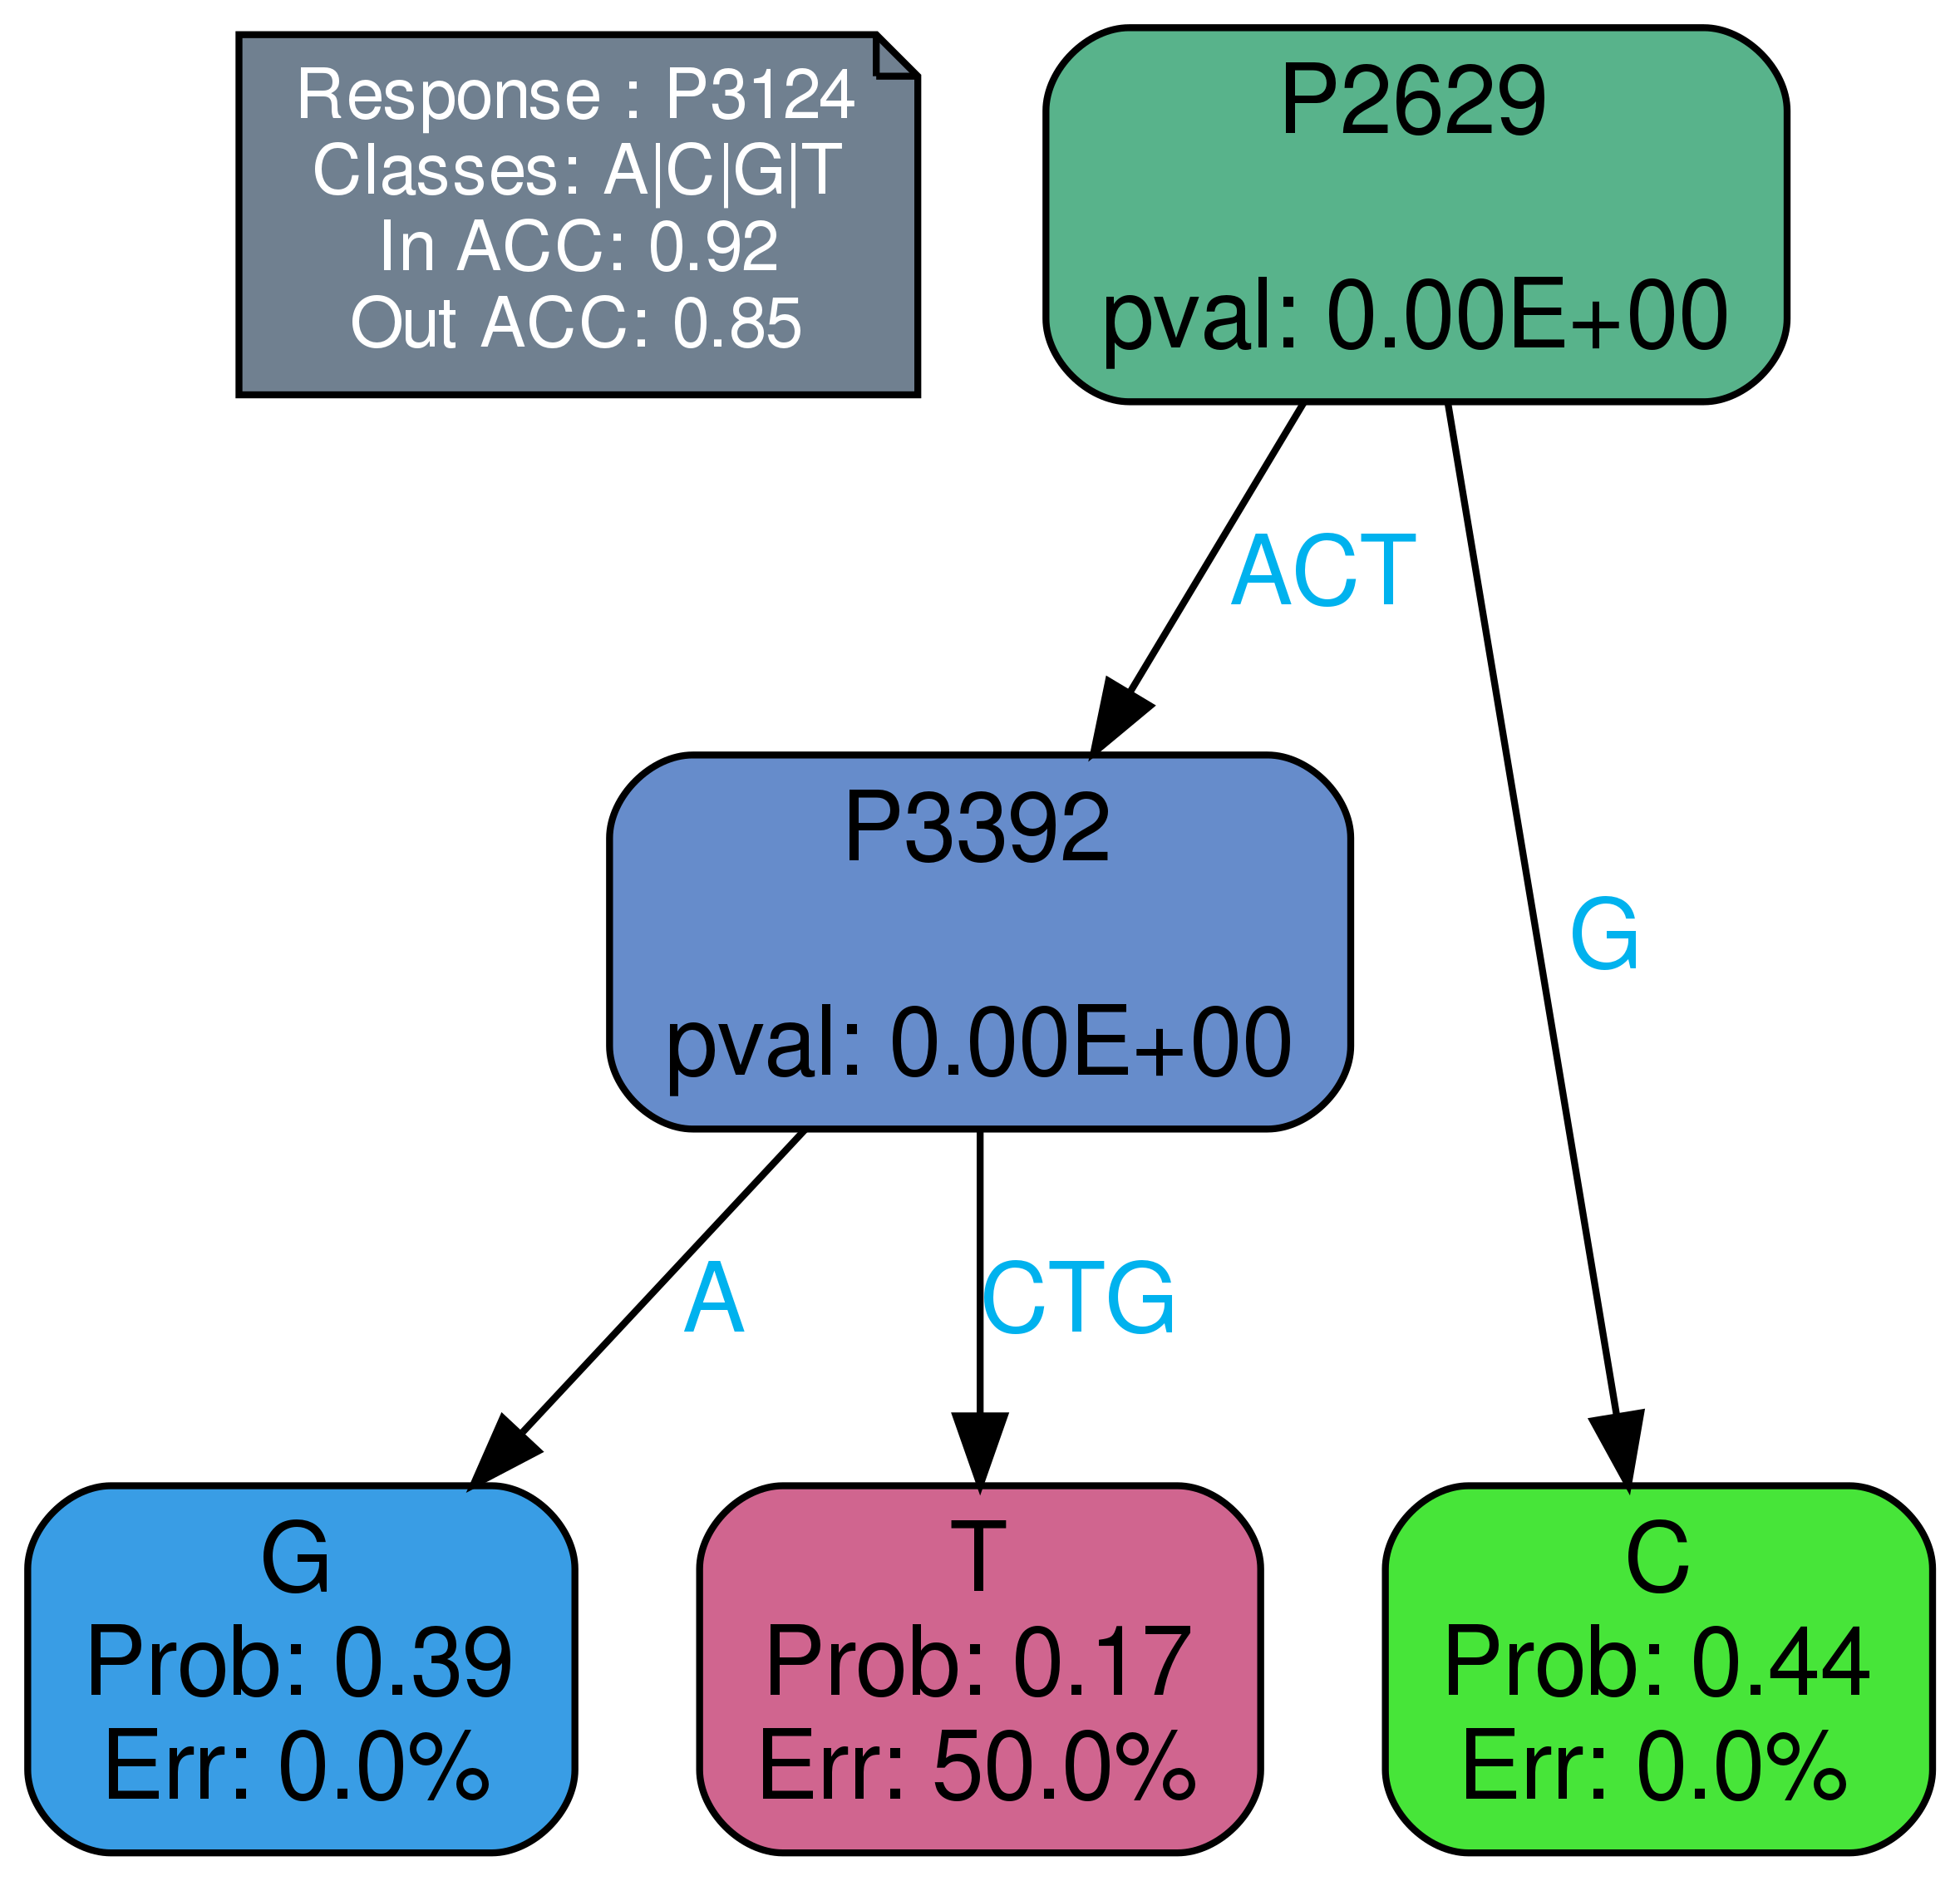 Response : P3124
Classes: A|C|G|T
In ACC: 0.92
Out ACC: 0.85
P2629
pval: 0.00E+00
ACT
G
P3392
pval: 0.00E+00
A
CTG
G
Prob: 0.39
Err: 0.0%
T
Prob: 0.17
Err: 50.0%
C
Prob: 0.44
Err: 0.0%